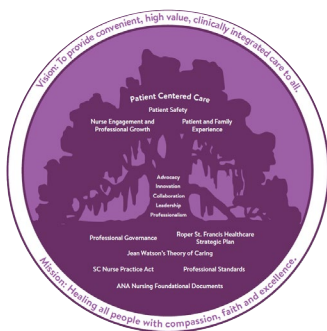 Vision: To provide convenient, high value, clinically integrated care to all.
Patient Centered Care
Patient Safety
Nurse Engagement and
Professional Growth
Patient and Family
Experience
Advocacy
Innovation
Collaboration
Leadership
Professionalism
Professional Governance
Roper St. Francis Healthcare
Strategic Plan
Jean Watson's Theory of Caring
SC Nurse Practice Act
Professional Standards
ANA Nursing Foundational Documents
Mission: Healing all people with compassion, faith and excellence.